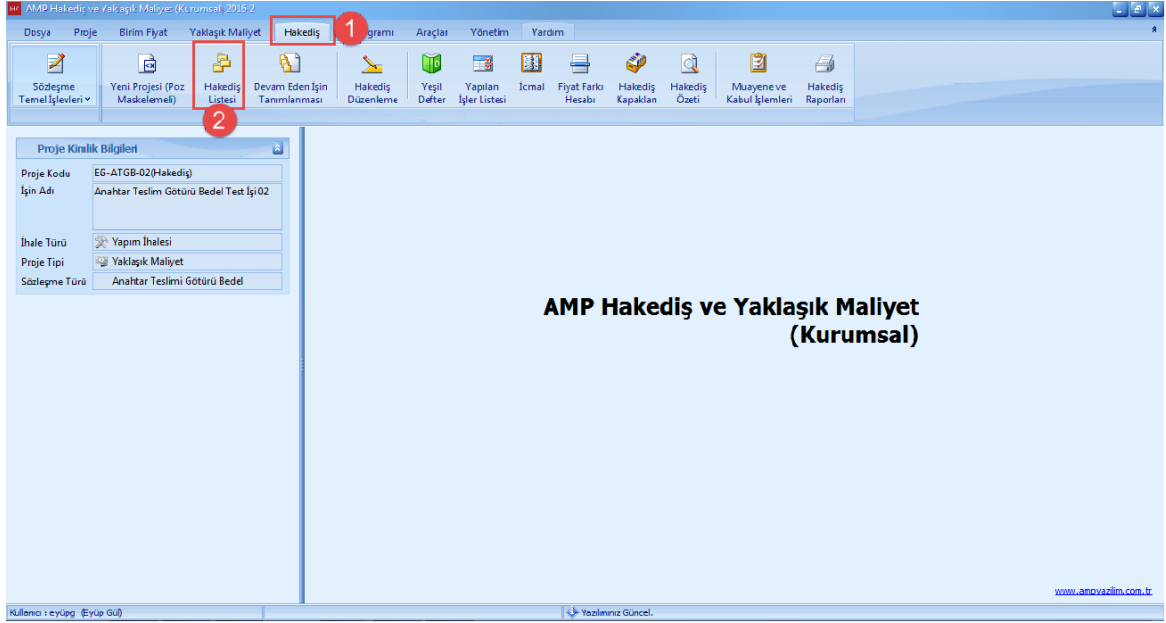 AMP Hakediş ve Yaklaşık Maliyet (Kurumsal) 2016-2
Dosya Proje Birim Fiyat Yaklaşık Maliyet Hakediş 1 gramı Araçlar Yönetim Yardım
Sözleşme Temel İşlevleri
Yeni Projesi (Poz Maskelemeli)
Hakediş Listesi
2
Devam Eden İşin Tanımlanması
Hakediş Düzenleme
Yeşil Defter
Yapılan İşler Listesi
İcmal
Fiyat Farkı Hesabı
Hakediş Kapakları
Hakediş Özeti
Muayene ve Kabul İşlemleri
Hakediş Raporları
Proje Kimlik Bilgileri
Proje Kodu EG-ATGB-02(Hakediş)
İşin Adı Anahtar Teslim Götürü Bedel Test İşi 02
İhale Türü Yapım İhalesi
Proje Tipi Yaklaşık Maliyet
Sözleşme Türü Anahtar Teslimi Götürü Bedel
AMP Hakediş ve Yaklaşık Maliyet
(Kurumsal)
www.ampyazilim.com.tr
Kullanıcı : eyüpg (Eyüp Gül) Yazılımınız Güncel.